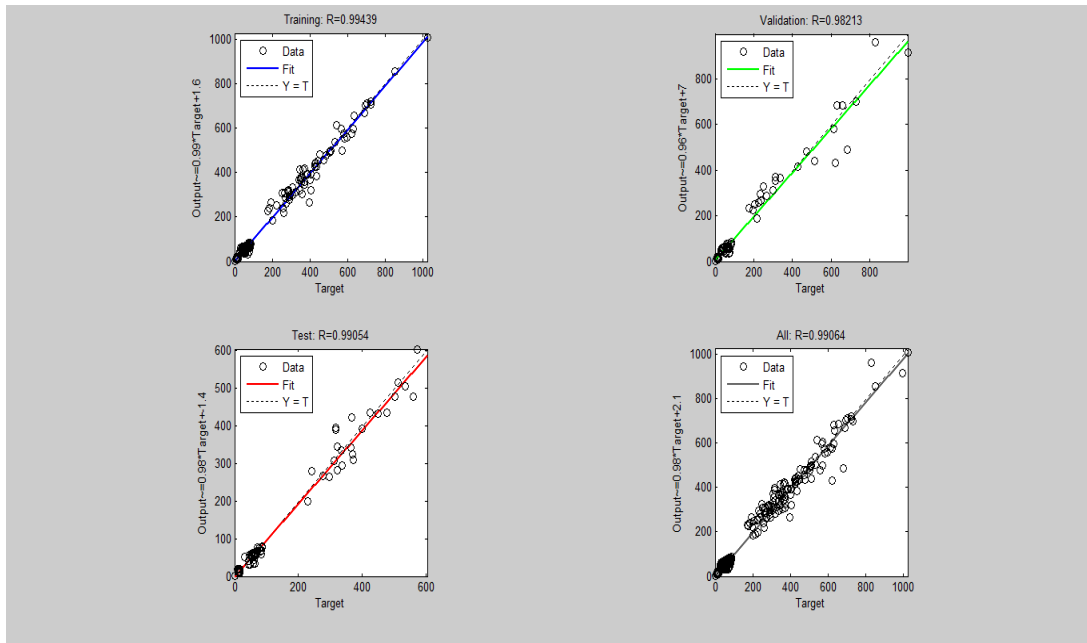 Training: R=0.99439
Output~=0.99*Target+1.6
1000
800
600
400
200
0
Data
Fit
Y = T
0 200 400 600 800 1000
Target
Validation: R=0.98213
Output~=0.96*Target+7
800
600
400
200
0
Data
Fit
Y = T
0 200 400 600 800
Target
Test: R=0.99054
Output~=0.98*Target+-1.4
600
500
400
300
200
100
0
Data
Fit
Y = T
0 200 400 600
Target
All: R=0.99064
Output~=0.98*Target+2.1
1000
800
600
400
200
0
Data
Fit
Y = T
0 200 400 600 800 1000
Target